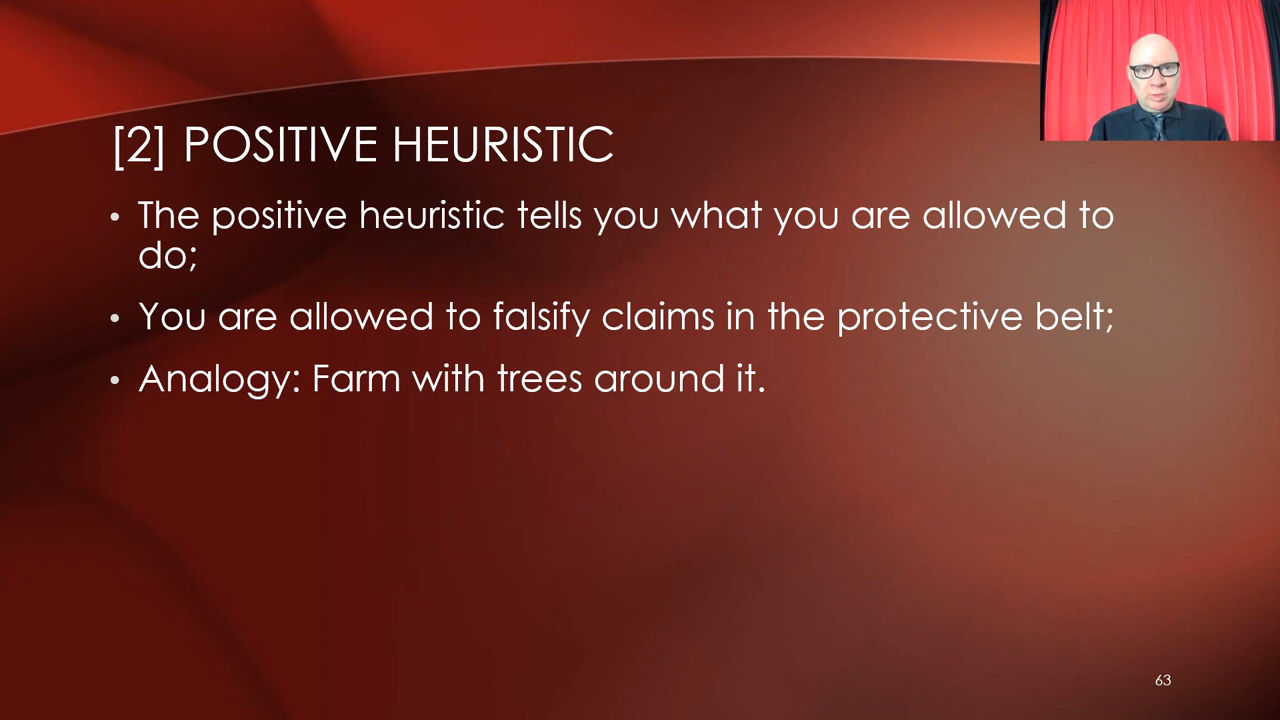 [2] POSITIVE HEURISTIC
• The positive heuristic tells you what you are allowed to
do;
• You are allowed to falsify claims in the protective belt;
• Analogy: Farm with trees around it.
63